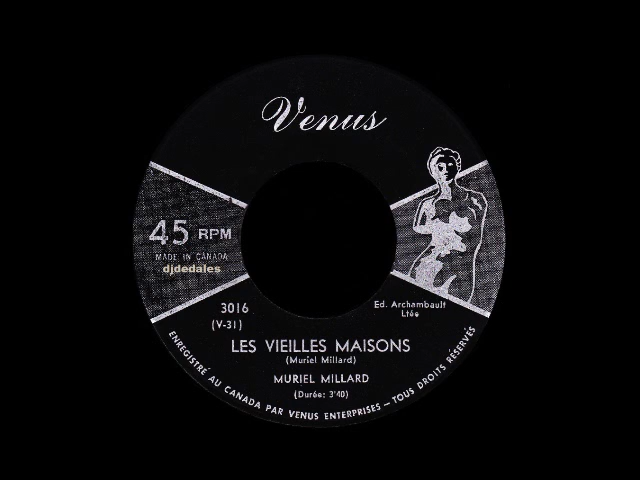 Venus
45 RPM
MADE IN CANADA
djdedales
3016
(V-31)
Ed. Archambault
Ltée
LES VIEILLES MAISONS
(Muriel Millard)
MURIEL MILLARD
(Durée: 3'40)
ENREGISTRÉ AU CANADA PAR VENUS ENTERPRISES – TOUS DROITS RÉSERVÉS